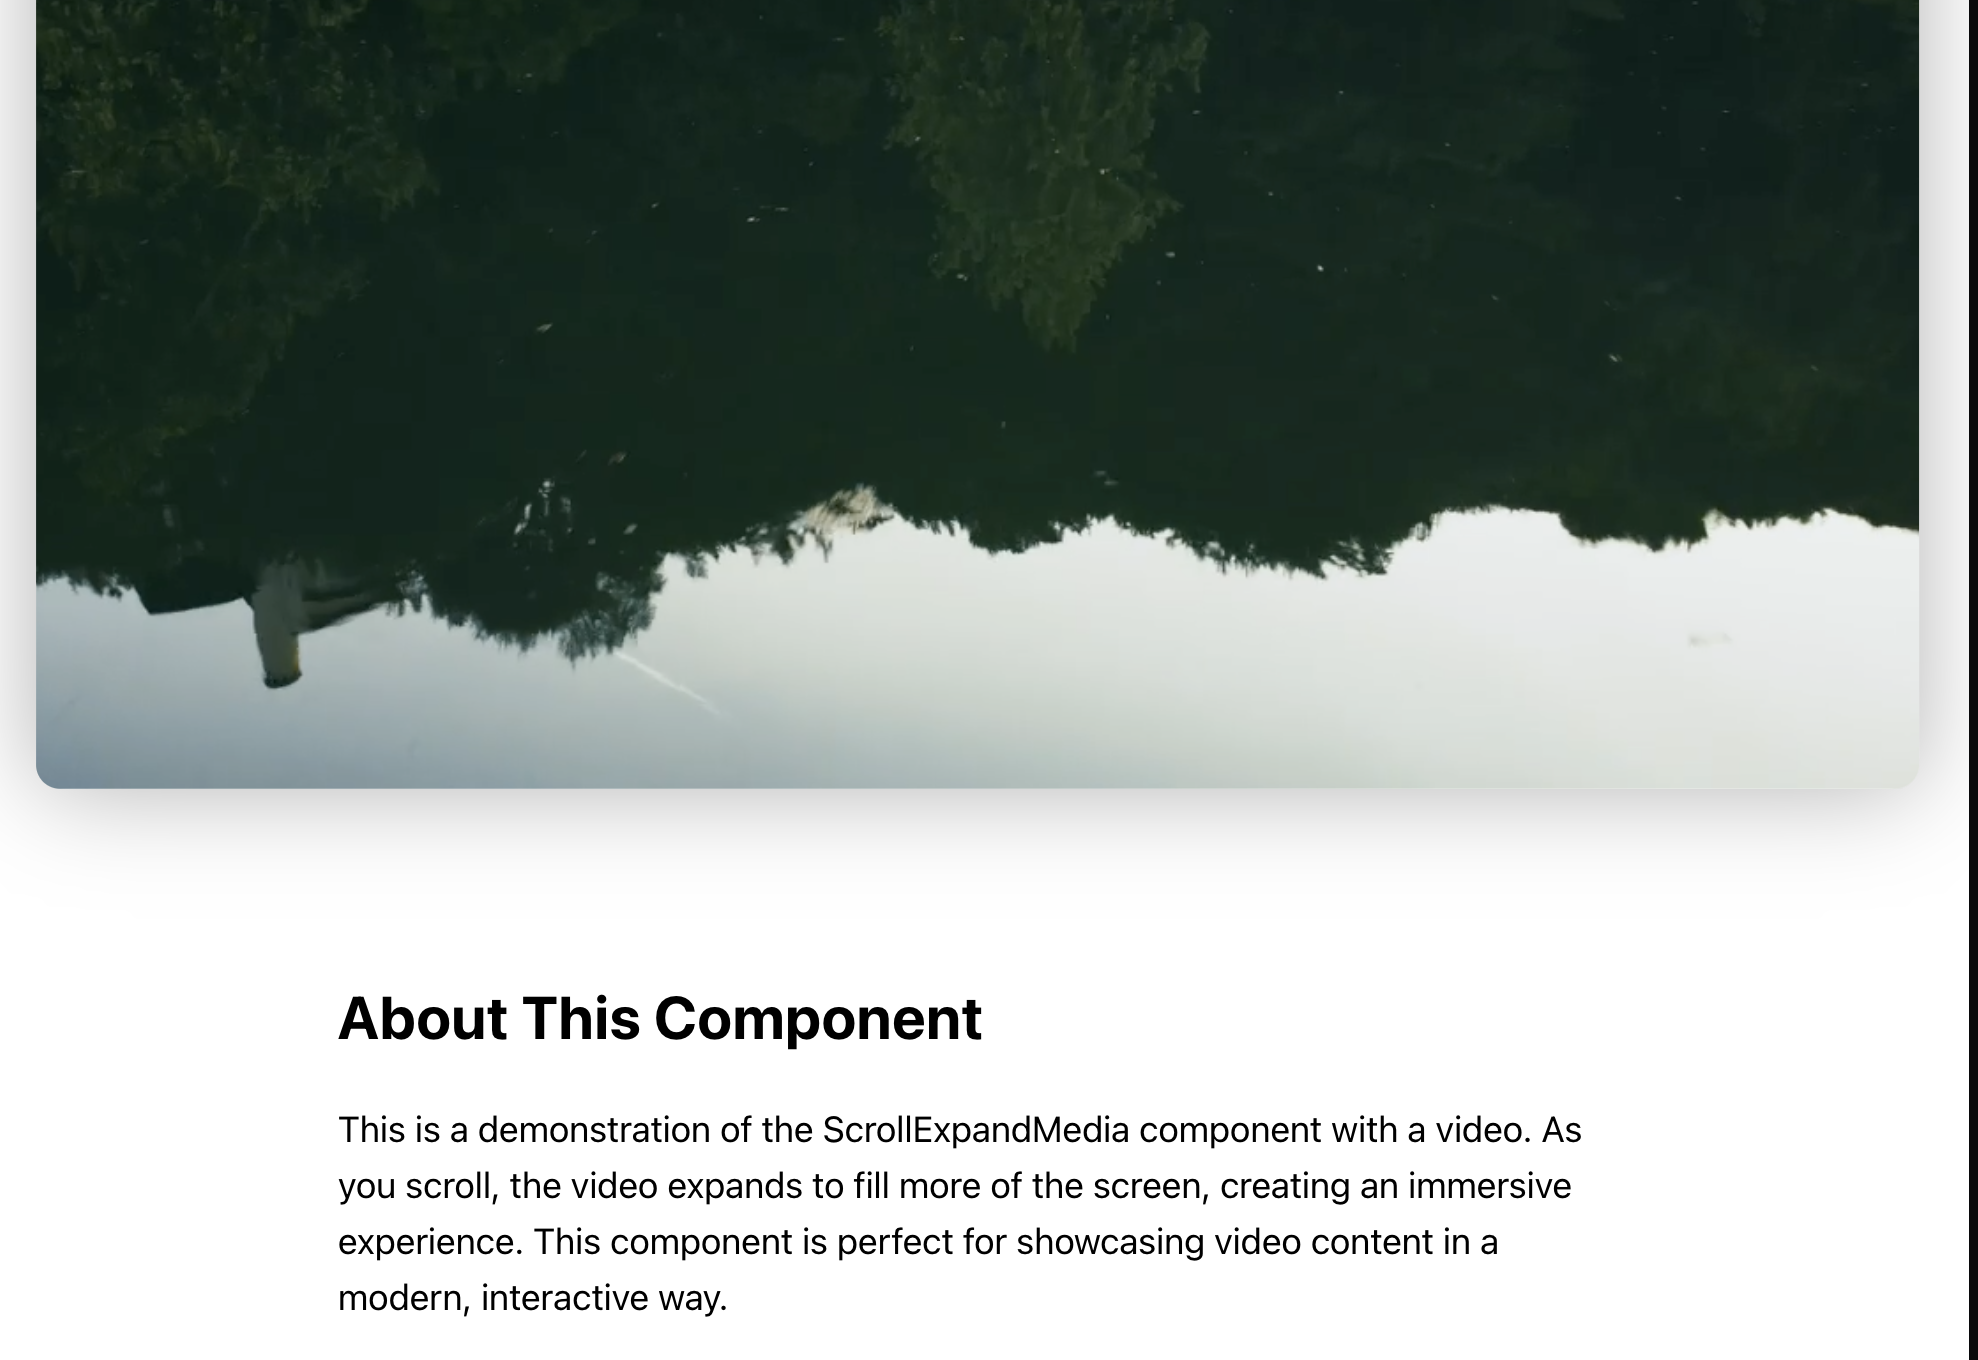 About This Component
This is a demonstration of the ScrollExpandMedia component with a video. As
you scroll, the video expands to fill more of the screen, creating an immersive
experience. This component is perfect for showcasing video content in a
modern, interactive way.